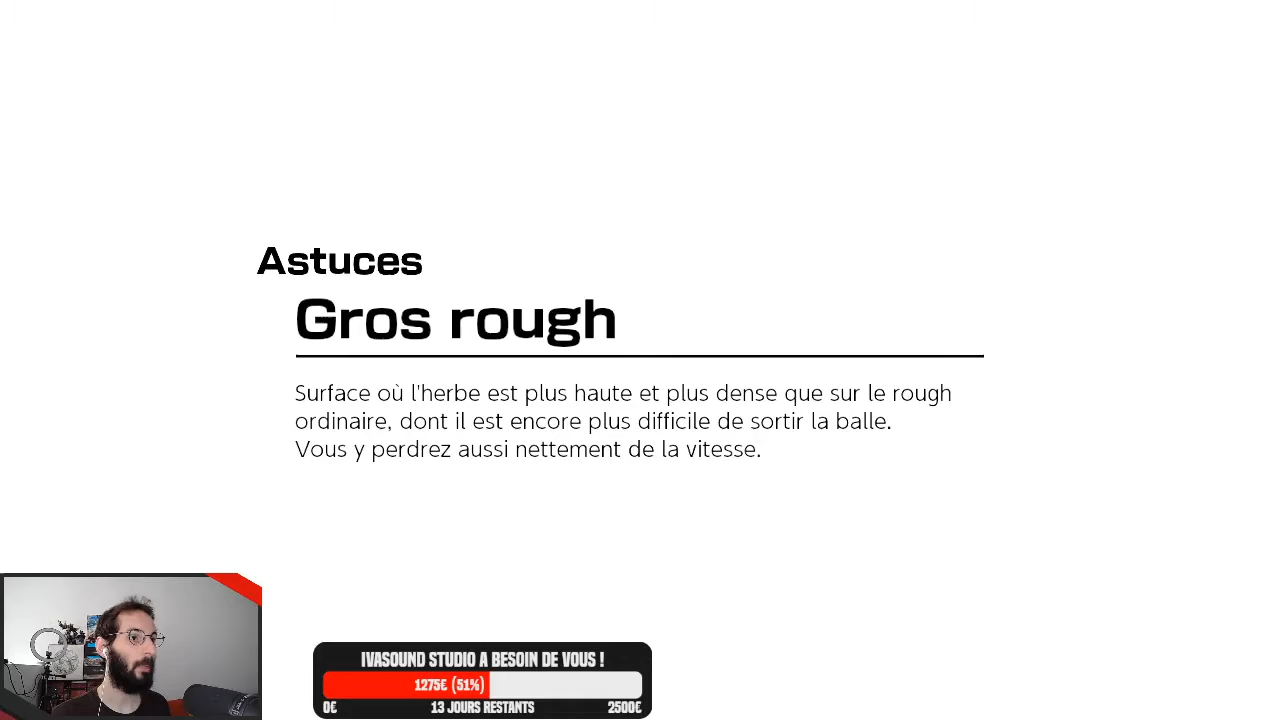 Astuces
Gros rough
Surface où l'herbe est plus haute et plus dense que sur le rough
ordinaire, dont il est encore plus difficile de sortir la balle.
Vous y perdrez aussi nettement de la vitesse.
IVASOUND STUDIO A BESOIN DE VOUS !
1275€ (51%)
0€ 13 JOURS RESTANTS 2500€